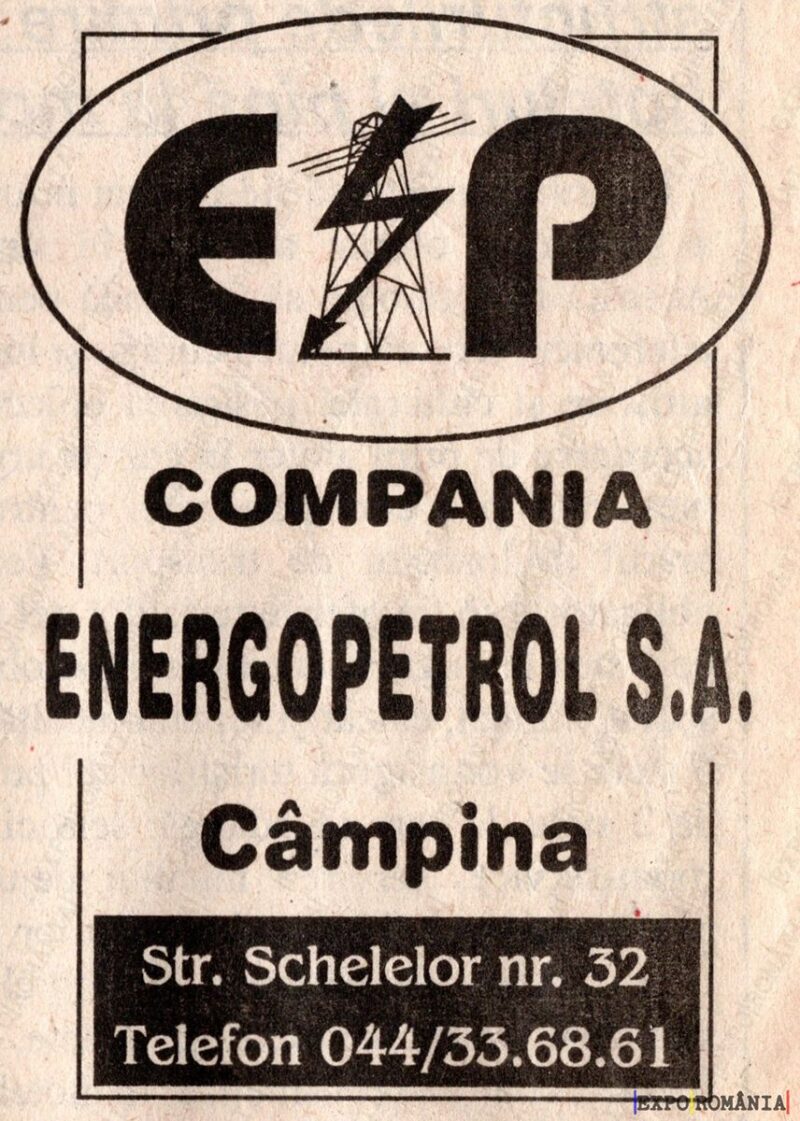 EP
COMPANIA
ENERGOPETROL S.A.
Câmpina
Str. Schelelor nr. 32
Telefon 044/33.68.61
EXPO ROMÂNIA